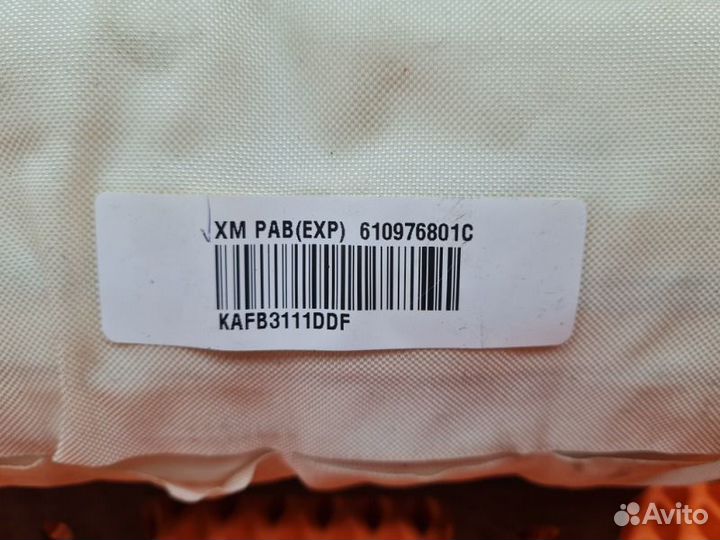 XM PAB(EXP) 610976801C
KAFB3111DDF
Avito